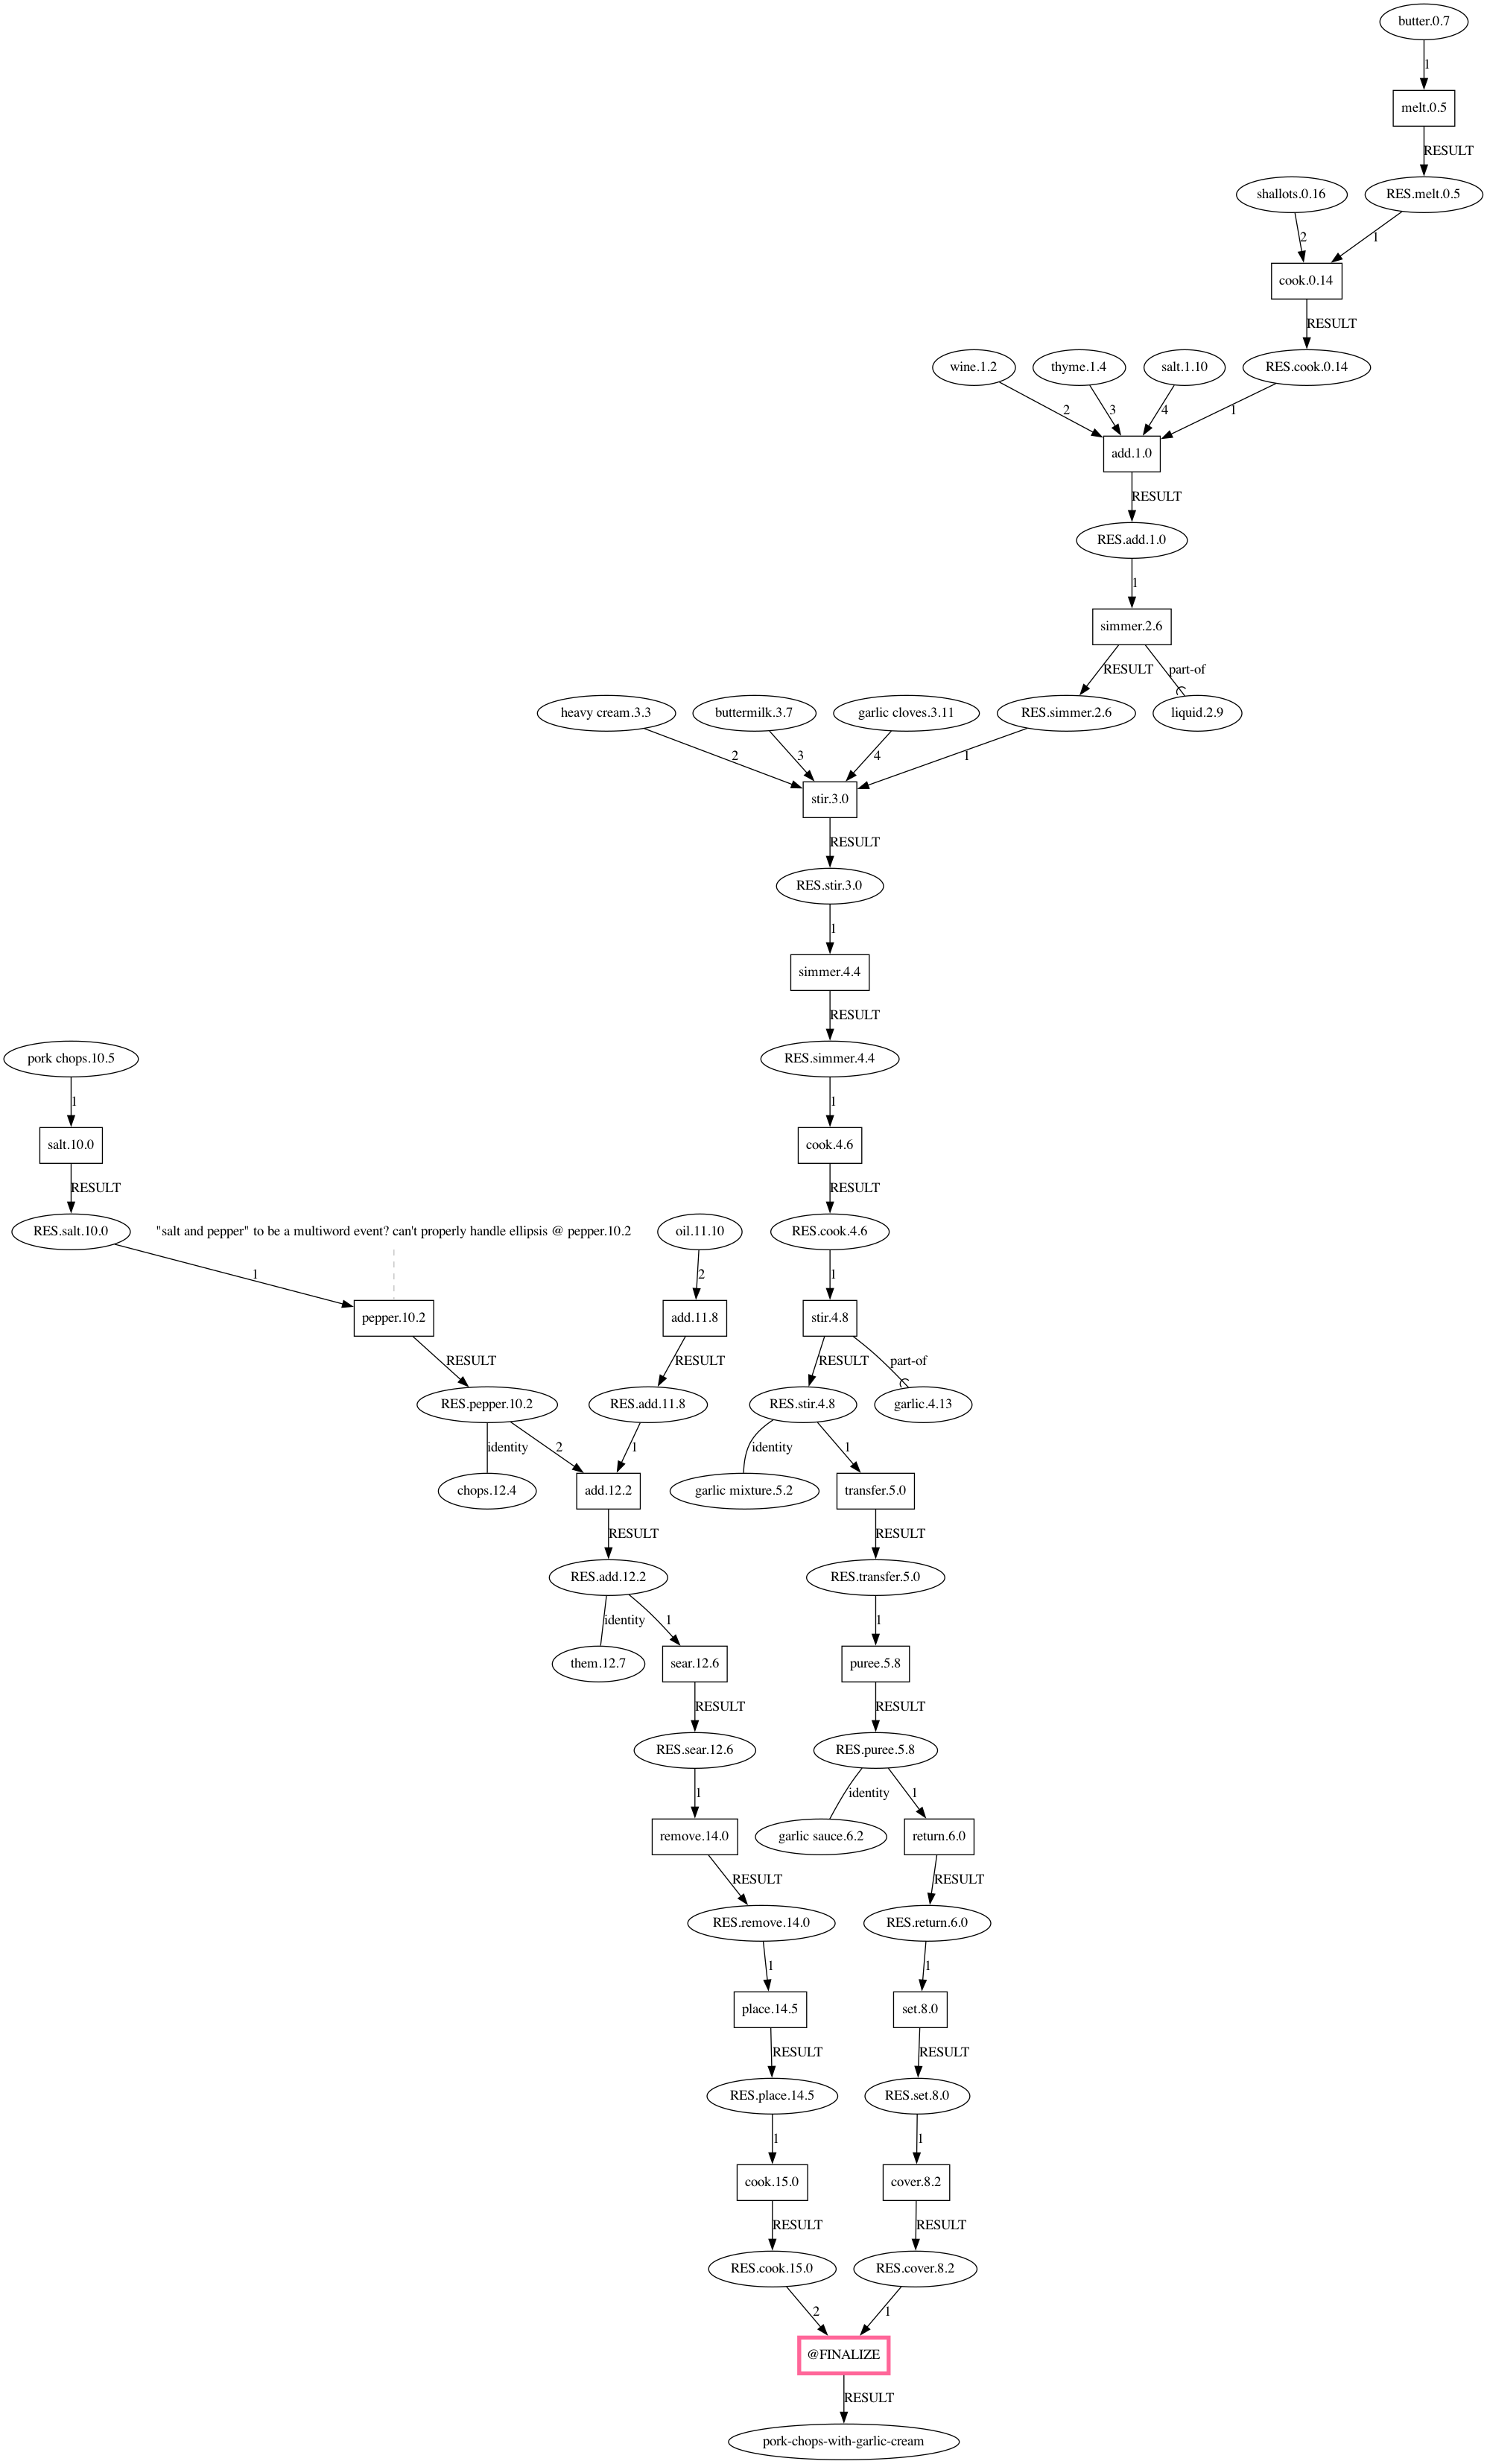 butter.0.7
1
melt.0.5
RESULT
shallots.0.16
RES.melt.0.5
2
1
cook.0.14
RESULT
wine.1.2
thyme.1.4
salt.1.10
RES.cook.0.14
2
3
4
1
add.1.0
RESULT
RES.add.1.0
1
simmer.2.6
RESULT
part-of
heavy cream.3.3
buttermilk.3.7
garlic cloves.3.11
RES.simmer.2.6
liquid.2.9
2
3
4
1
stir.3.0
RESULT
RES.stir.3.0
1
simmer.4.4
RESULT
pork chops.10.5
RES.simmer.4.4
1
1
salt.10.0
cook.4.6
RESULT
RESULT
RES.salt.10.0
"salt and pepper" to be a multiword event? can't properly handle ellipsis @ pepper.10.2
oil.11.10
RES.cook.4.6
1
2
1
pepper.10.2
add.11.8
stir.4.8
RESULT
RESULT
RESULT
part-of
RES.pepper.10.2
RES.add.11.8
RES.stir.4.8
garlic.4.13
identity
2
1
identity
1
chops.12.4
add.12.2
garlic mixture.5.2
transfer.5.0
RESULT
RESULT
RES.add.12.2
RES.transfer.5.0
identity
1
1
them.12.7
sear.12.6
puree.5.8
RESULT
RESULT
RES.sear.12.6
RES.puree.5.8
1
identity
1
remove.14.0
garlic sauce.6.2
return.6.0
RESULT
RESULT
RES.remove.14.0
RES.return.6.0
1
1
place.14.5
set.8.0
RESULT
RESULT
RES.place.14.5
RES.set.8.0
1
1
cook.15.0
cover.8.2
RESULT
RESULT
RES.cook.15.0
RES.cover.8.2
2
1
@FINALIZE
RESULT
pork-chops-with-garlic-cream